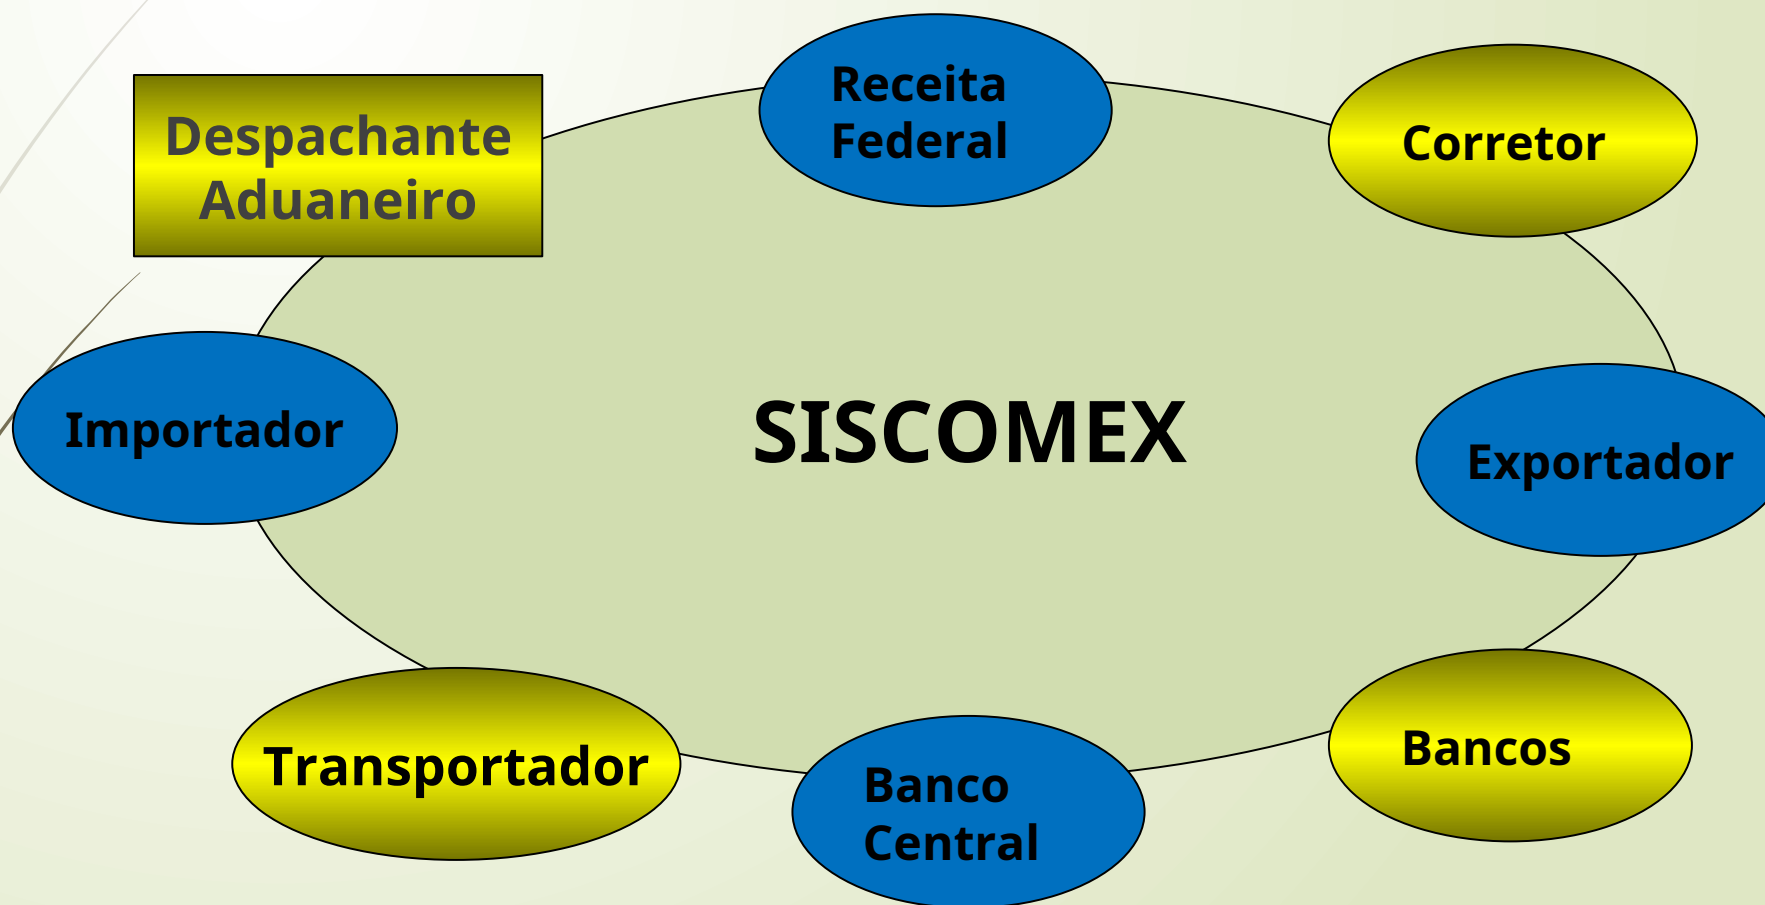 Receita
Federal
Despachante
Aduaneiro
Corretor
Importador
SISCOMEX
Exportador
Transportador
Banco
Central
Bancos